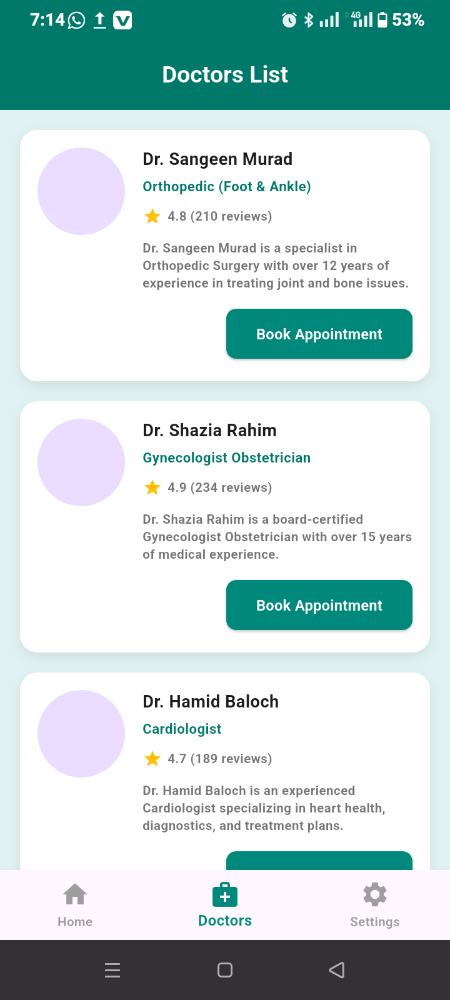 7:14
4G
53%
Doctors List
Dr. Sangeen Murad
Orthopedic (Foot & Ankle)
4.8 (210 reviews)
Dr. Sangeen Murad is a specialist in
Orthopedic Surgery with over 12 years of
experience in treating joint and bone issues.
Book Appointment
Dr. Shazia Rahim
Gynecologist Obstetrician
4.9 (234 reviews)
Dr. Shazia Rahim is a board-certified
Gynecologist Obstetrician with over 15 years
of medical experience.
Book Appointment
Dr. Hamid Baloch
Cardiologist
4.7 (189 reviews)
Dr. Hamid Baloch is an experienced
Cardiologist specializing in heart health,
diagnostics, and treatment plans.
Home
Doctors
Settings